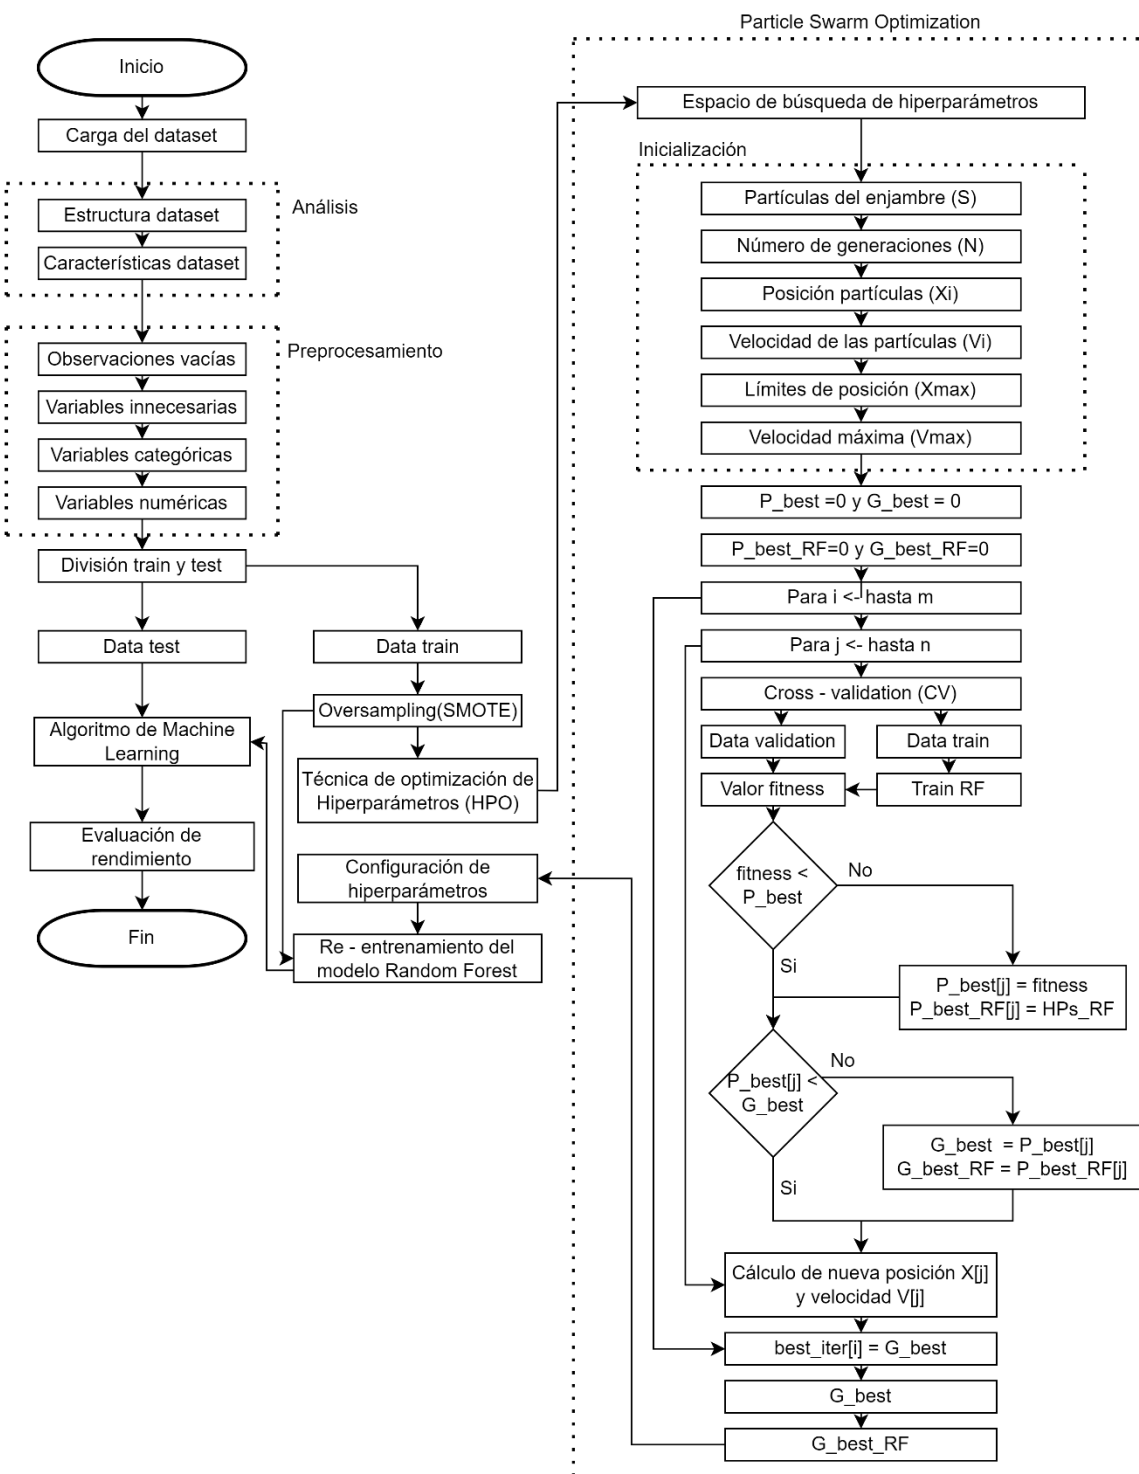 Particle Swarm Optimization
Inicio
Carga del dataset
Análisis
Estructura dataset
Característícas dataset
Preprocesamiento
Observaciones vacías
Variables innecesarias
Variables categóricas
Variables numéricas
División train y test
Data test
Data train
Oversampling(SMOTE)
Algoritmo de Machine
Learning
Técnica de optimización de
Hiperparámetros (HPO)
Evaluación de
rendimiento
Configuración de
hiperparámetros
Fin
Re - entrenamiento del
modelo Random Forest
Espacio de búsqueda de hiperparámetros
Inicialización
Partículas del enjambre (S)
Número de generaciones (N)
Posición partículas (Xi)
Velocidad de las partículas (Vi)
Límites de posición (Xmax)
Velocidad máxima (Vmax)
P_best =0 y G_best = 0
P_best_RF=0 y G_best_RF=0
Para i <- hasta m
Para j <- hasta n
Cross - validation (CV)
Data validation
Data train
Valor fitness
Train RF
fitness <
P_best
No
Si
P_best[j] = fitness
P_best_RF[j] = HPs_RF
P_best[j] <
G_best
No
Si
G_best  = P_best[j]
G_best_RF = P_best_RF[j]
Cálculo de nueva posición X[j]
y velocidad V[j]
best_iter[i] = G_best
G_best
G_best_RF